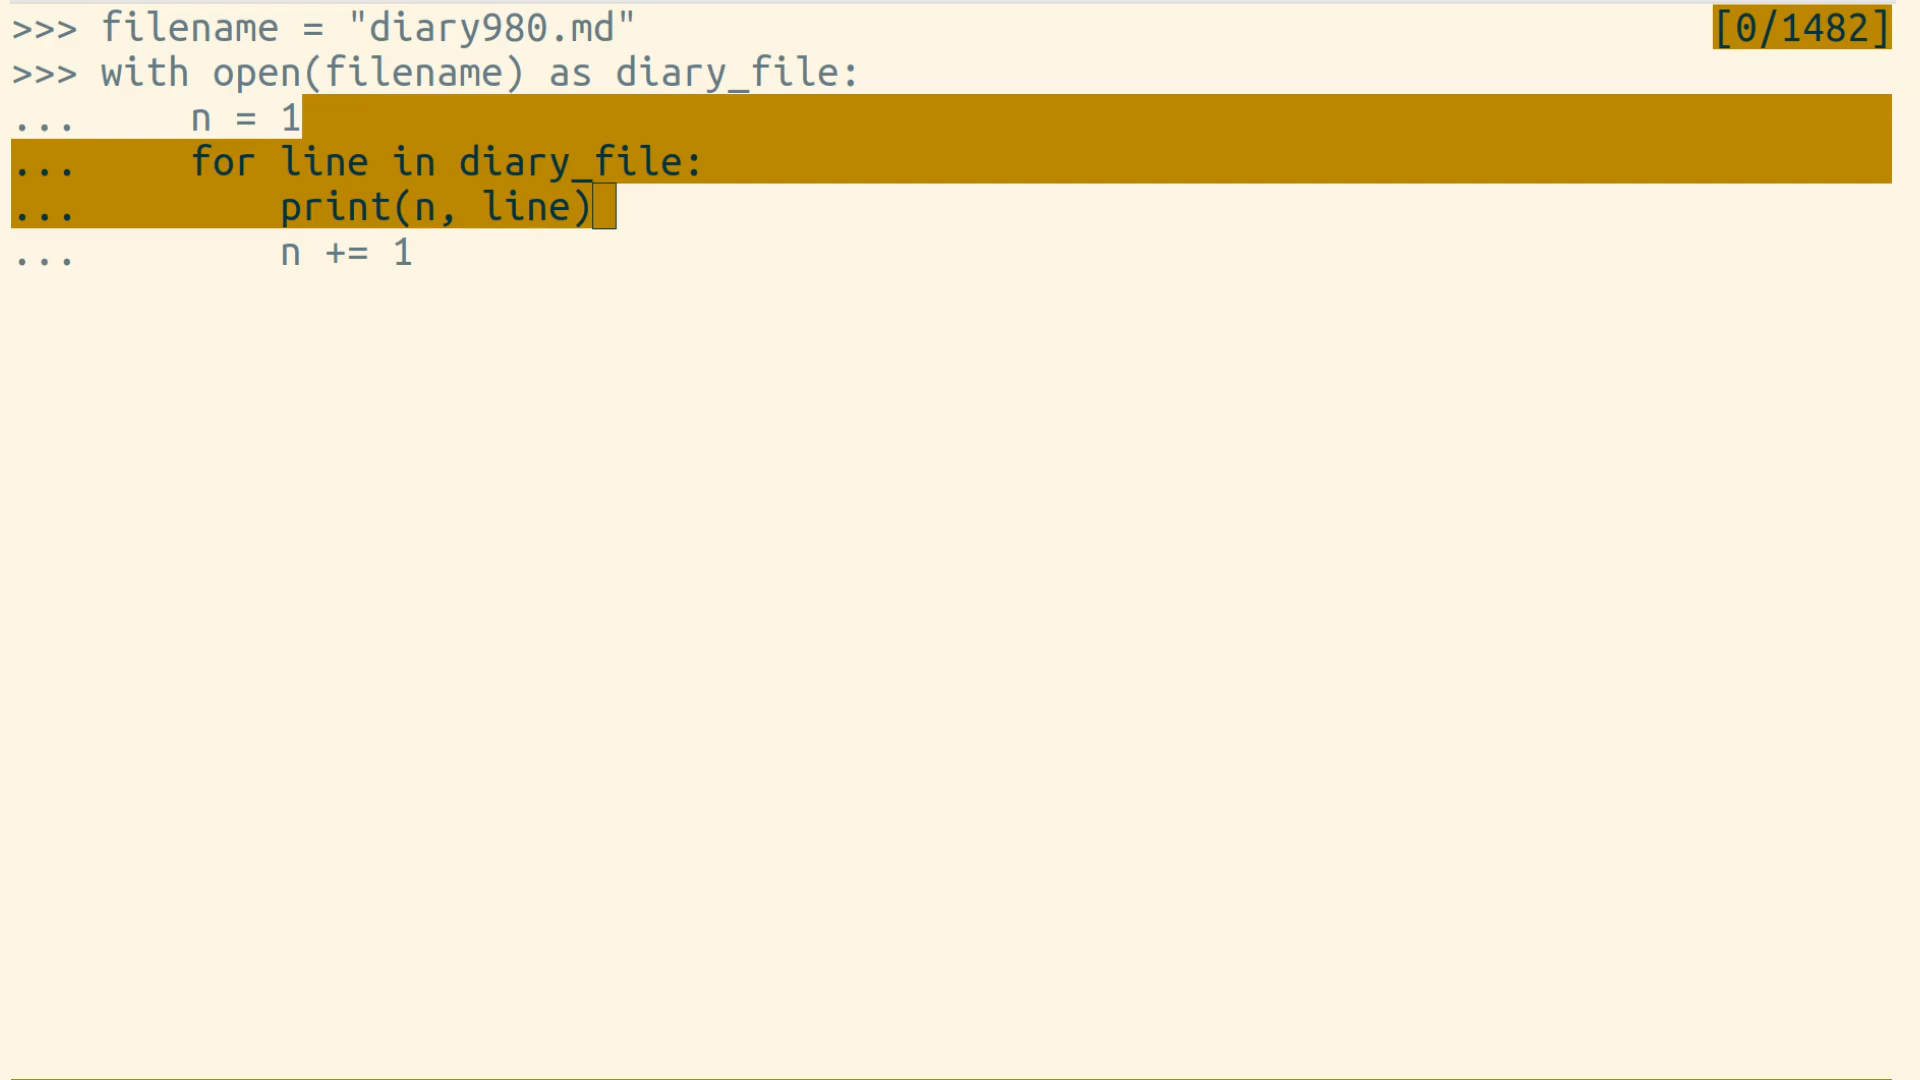 >>> filename = "diary980.md"
[0/1482]
>>> with open(filename) as diary_file:
...     n = 1
...     for line in diary_file:
...         print(n, line)
...         n += 1